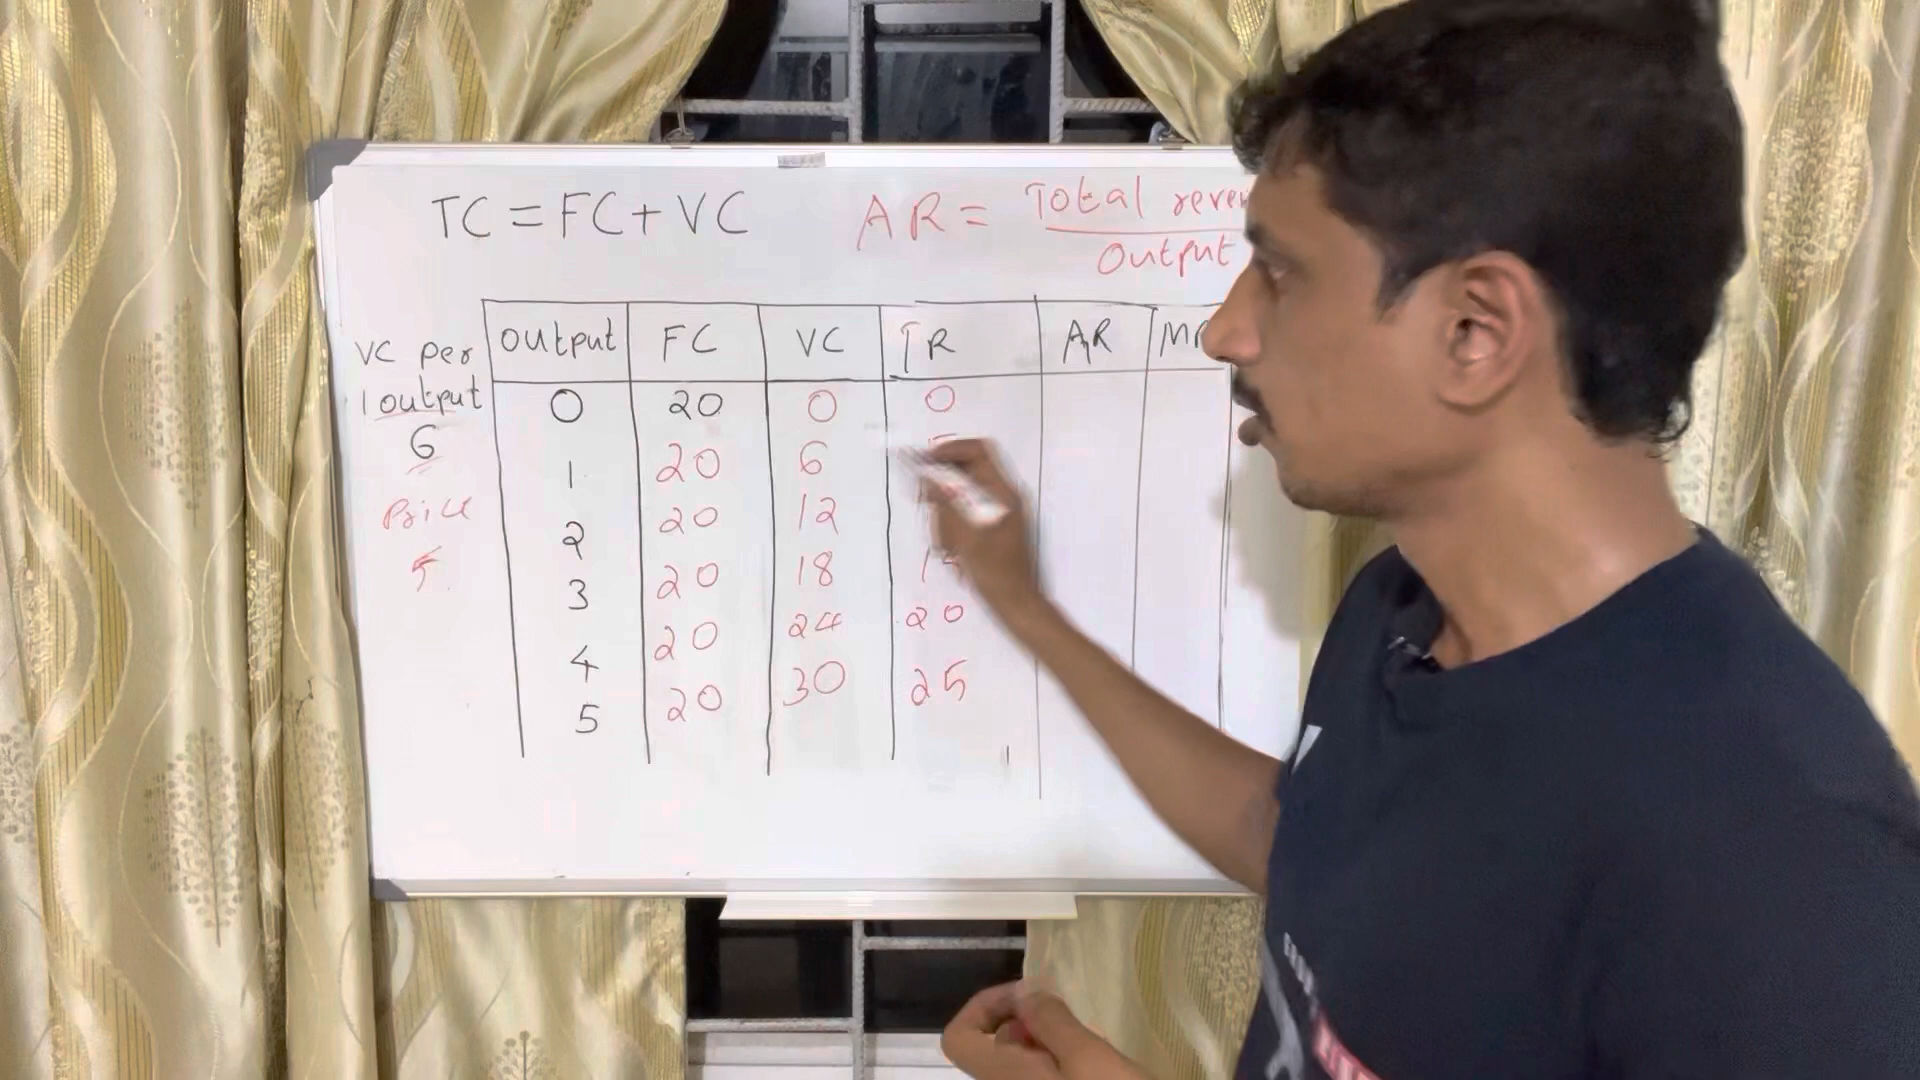 TC = FC + VC
AR = Total reven
Output
VC per
1 output
6
Price
5
Output FC VC TR AR MR
0 20 0 0
1 20 6
2 20 12
3 20 18
4 20 24 20
5 20 30 25